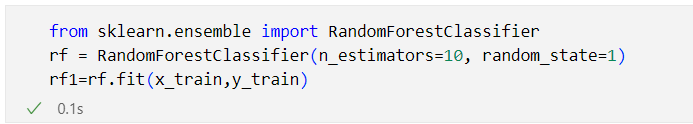 from sklearn.ensemble import RandomForestClassifier
rf = RandomForestClassifier(n_estimators=10, random_state=1)
rf1=rf.fit(x_train,y_train)
0.1s